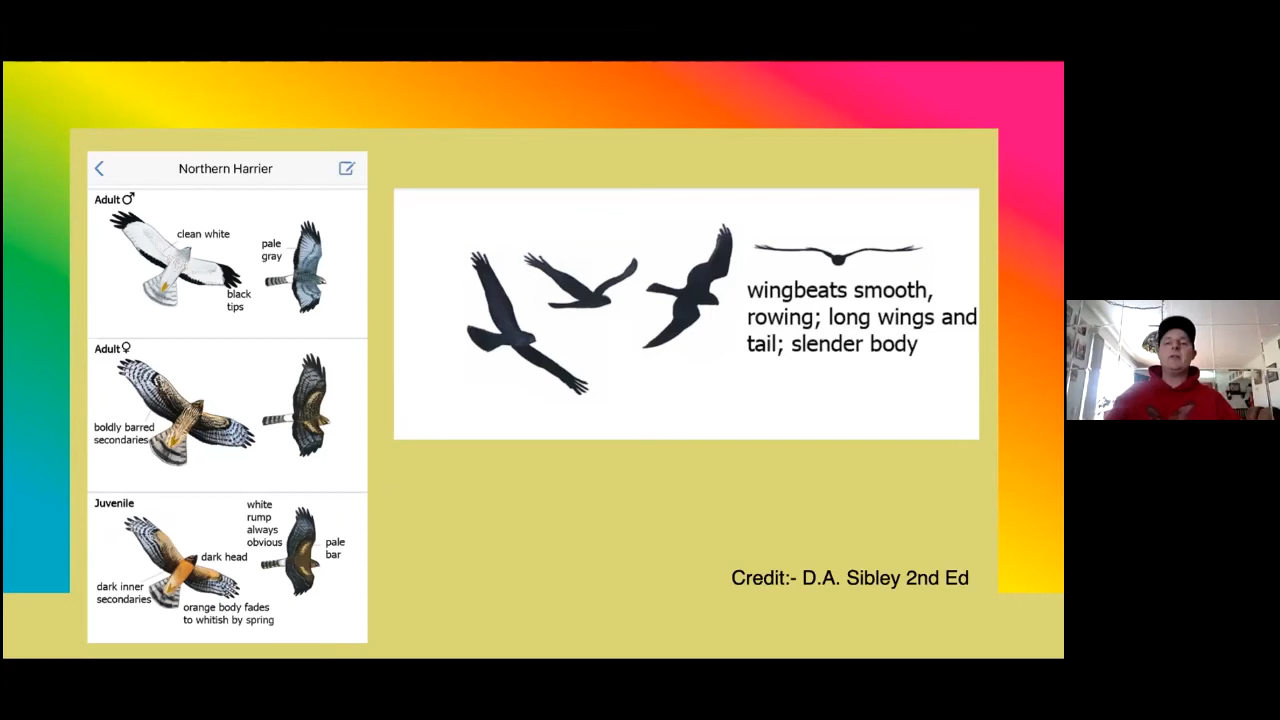 Northern Harrier
Adult♂
clean white
pale
gray
black
tips
Adult♀
boldly barred
secondaries
Juvenile
white
rump
always
obvious
pale
bar
dark head
dark inner
secondaries
orange body fades
to whitish by spring
wingbeats smooth,
rowing; long wings and
tail; slender body
Credit:- D.A. Sibley 2nd Ed